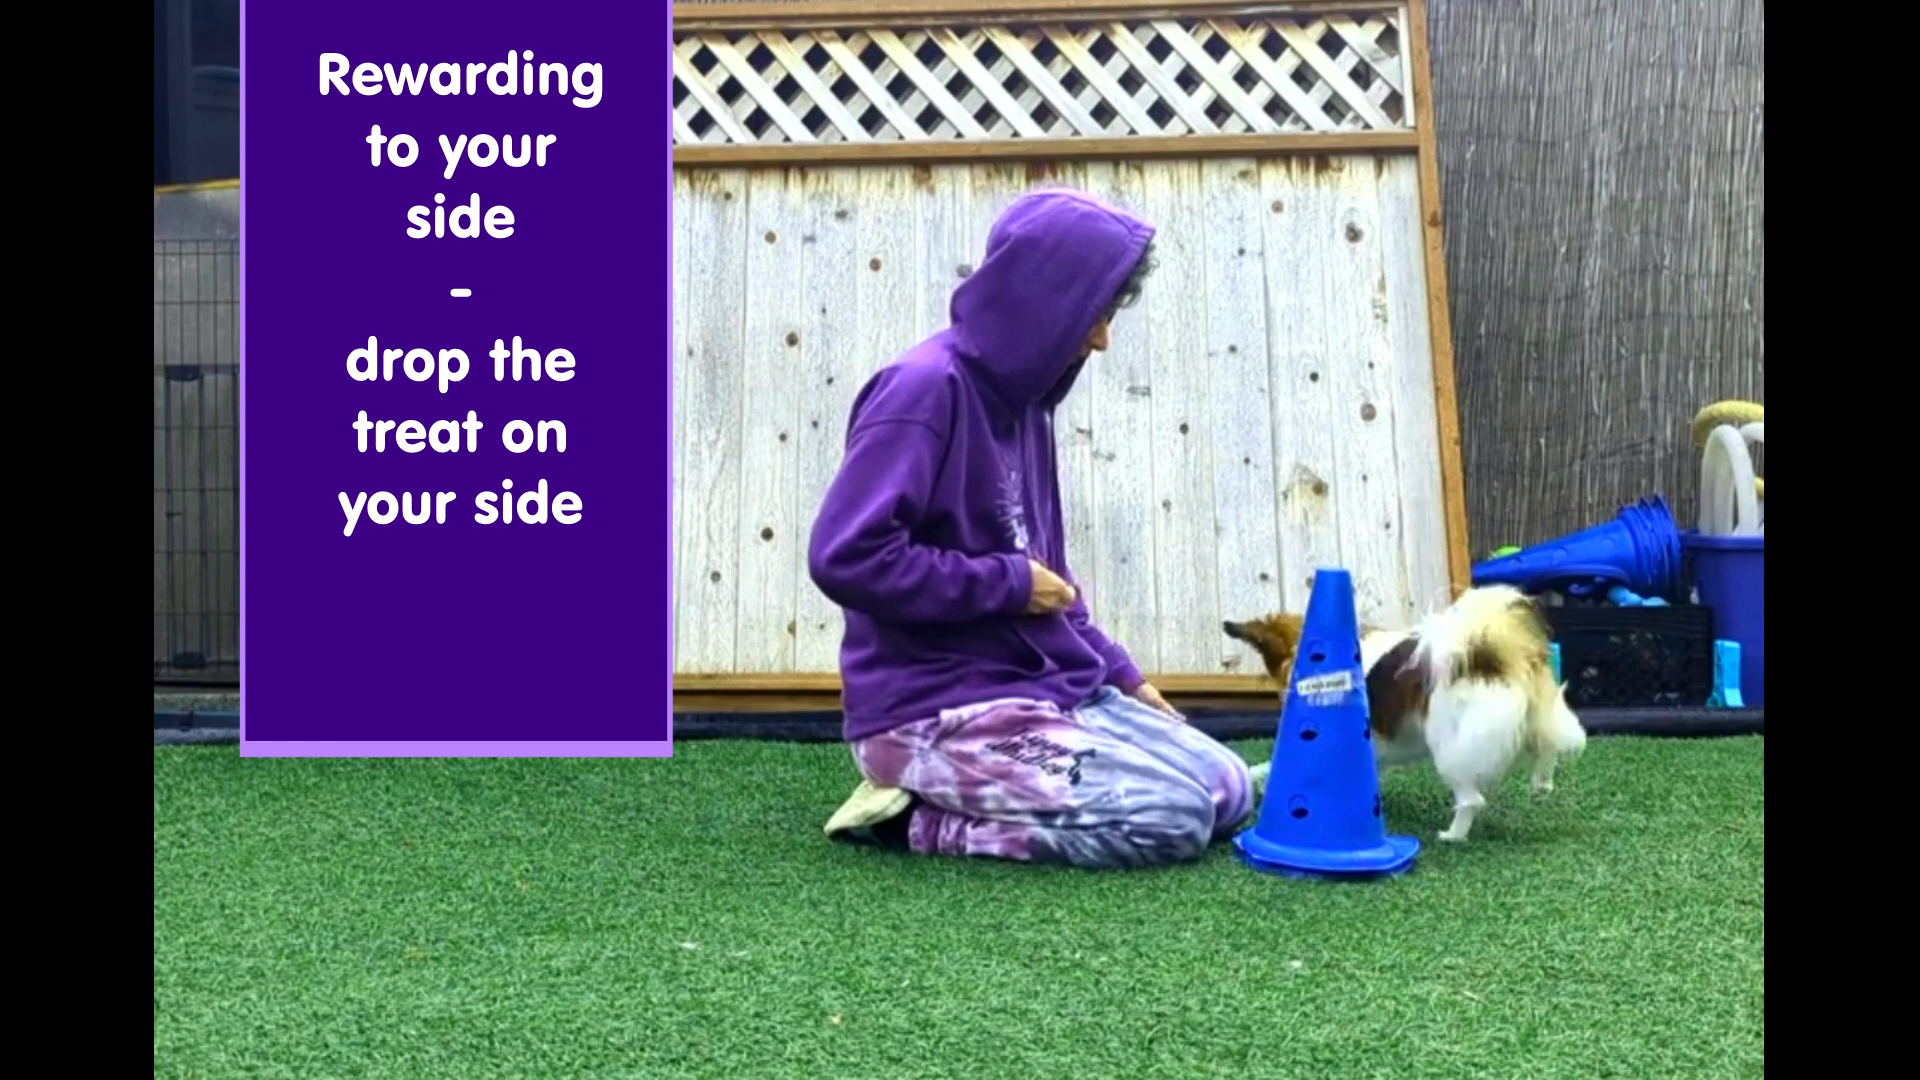 Rewarding
to your
side
-
drop the
treat on
your side